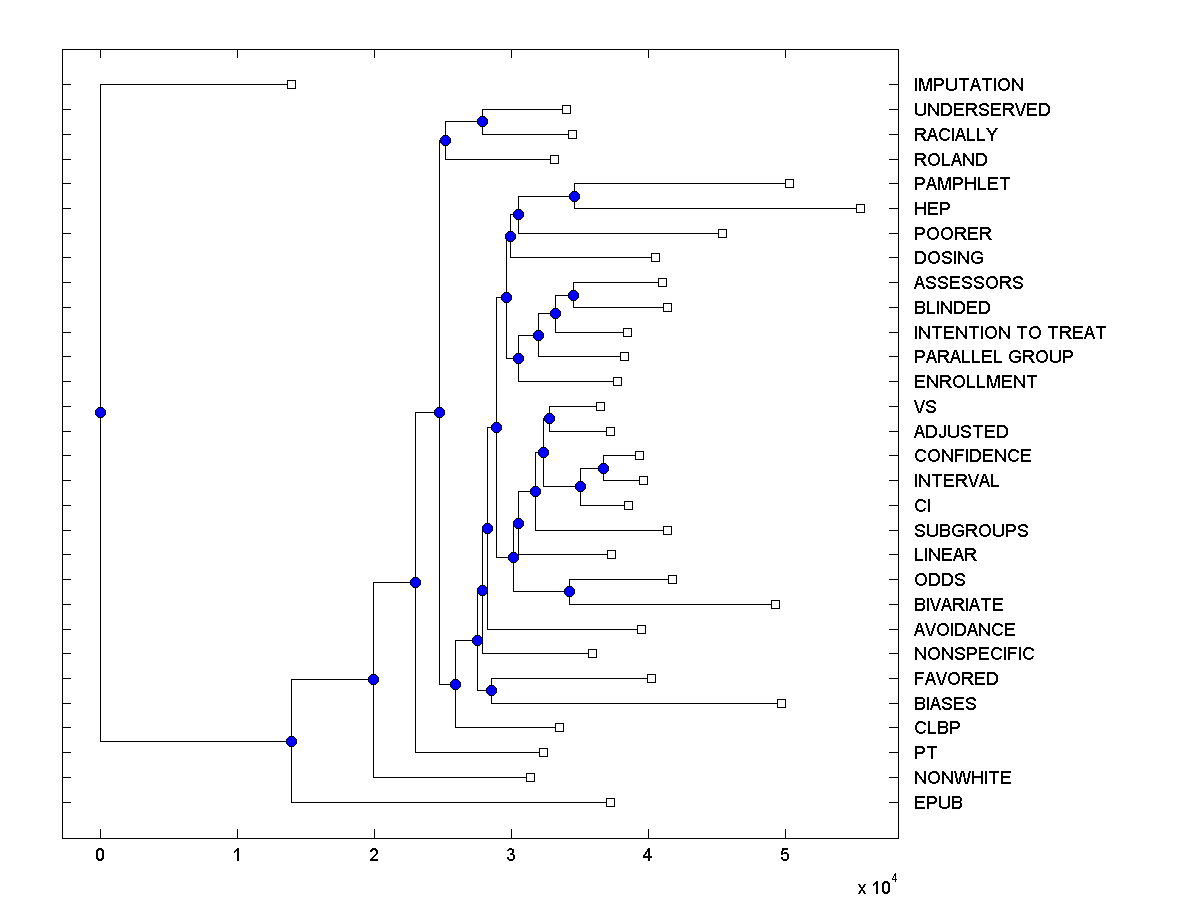 IMPUTATION
UNDERSERVED
RACIALLY
ROLAND
PAMPHLET
HEP
POORER
DOSING
ASSESSORS
BLINDED
INTENTION TO TREAT
PARALLEL GROUP
ENROLLMENT
VS
ADJUSTED
CONFIDENCE
INTERVAL
CI
SUBGROUPS
LINEAR
ODDS
BIVARIATE
AVOIDANCE
NONSPECIFIC
FAVORED
BIASES
CLBP
PT
NONWHITE
EPUB
0 1 2 3 4 5
x 10^4